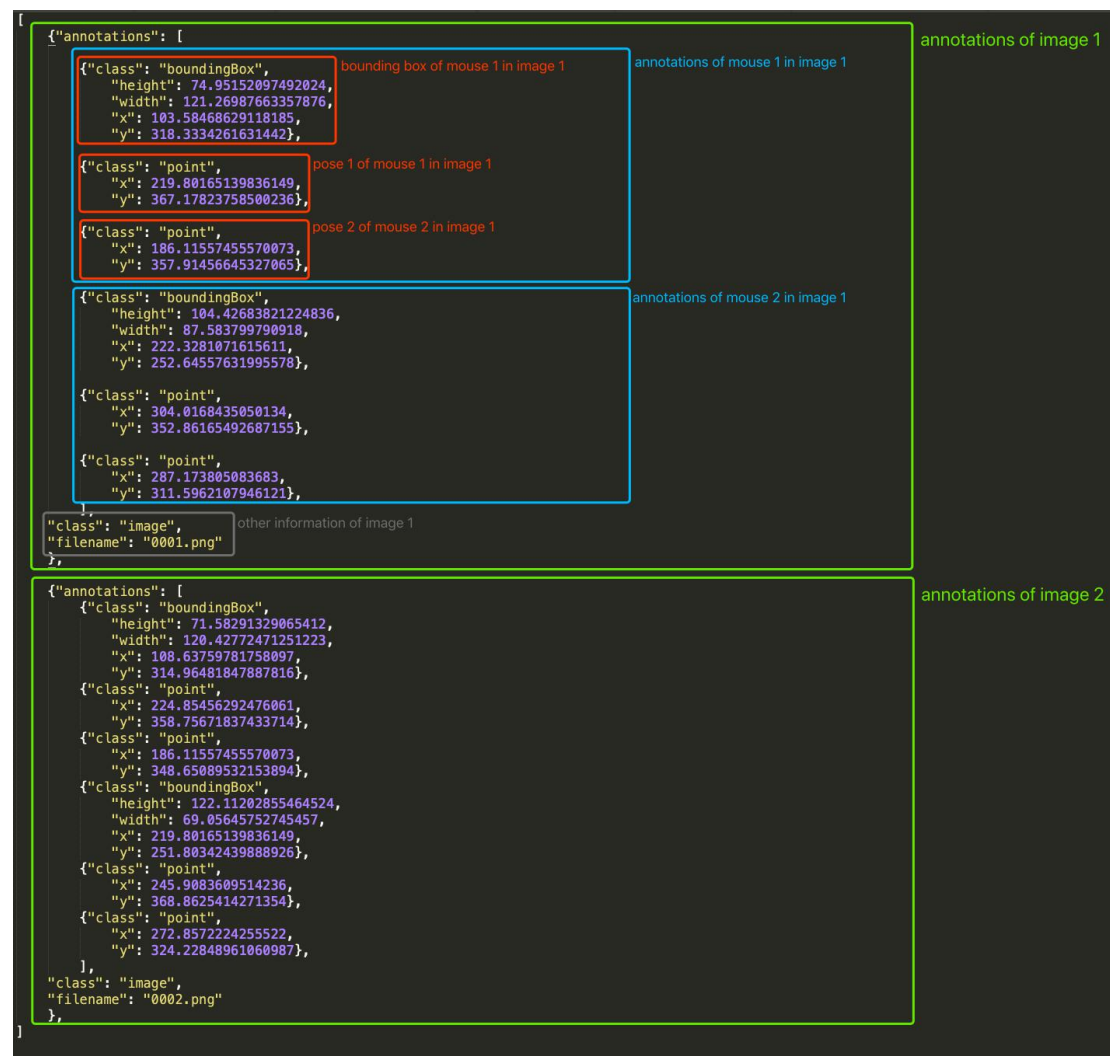 [
{"annotations": [
annotations of image 1
{"class": "boundingBox",
bounding box of mouse 1 in image 1
annotations of mouse 1 in image 1
"height": 74.95152097492024,
"width": 121.26987663357876,
"x": 103.58468629118185,
"y": 318.3334261631442},
{"class": "point",
pose 1 of mouse 1 in image 1
"x": 219.80165139836149,
"y": 367.17823758500236},
{"class": "point",
pose 2 of mouse 2 in image 1
"x": 186.11557455570073,
"y": 357.91456645327065},
{"class": "boundingBox",
annotations of mouse 2 in image 1
"height": 104.42683821224836,
"width": 87.583799790918,
"x": 222.3281071615611,
"y": 252.64557631995578},
{"class": "point",
"x": 304.0168435050134,
"y": 352.86165492687155},
{"class": "point",
"x": 287.173805083683,
"y": 311.5962107946121},
],
"class": "image",
other information of image 1
"filename": "0001.png"
},
{"annotations": [
annotations of image 2
{"class": "boundingBox",
"height": 71.58291329065412,
"width": 120.42772471251223,
"x": 108.63759781758097,
"y": 314.96481847887816},
{"class": "point",
"x": 224.85456292476061,
"y": 358.75671837433714},
{"class": "point",
"x": 186.11557455570073,
"y": 348.65089532153894},
{"class": "boundingBox",
"height": 122.11202855464524,
"width": 69.05645752745457,
"x": 219.80165139836149,
"y": 251.80342439888926},
{"class": "point",
"x": 245.9083609514236,
"y": 368.8625414271354},
{"class": "point",
"x": 272.8572224255522,
"y": 324.22848961060987},
],
"class": "image",
"filename": "0002.png"
},
]